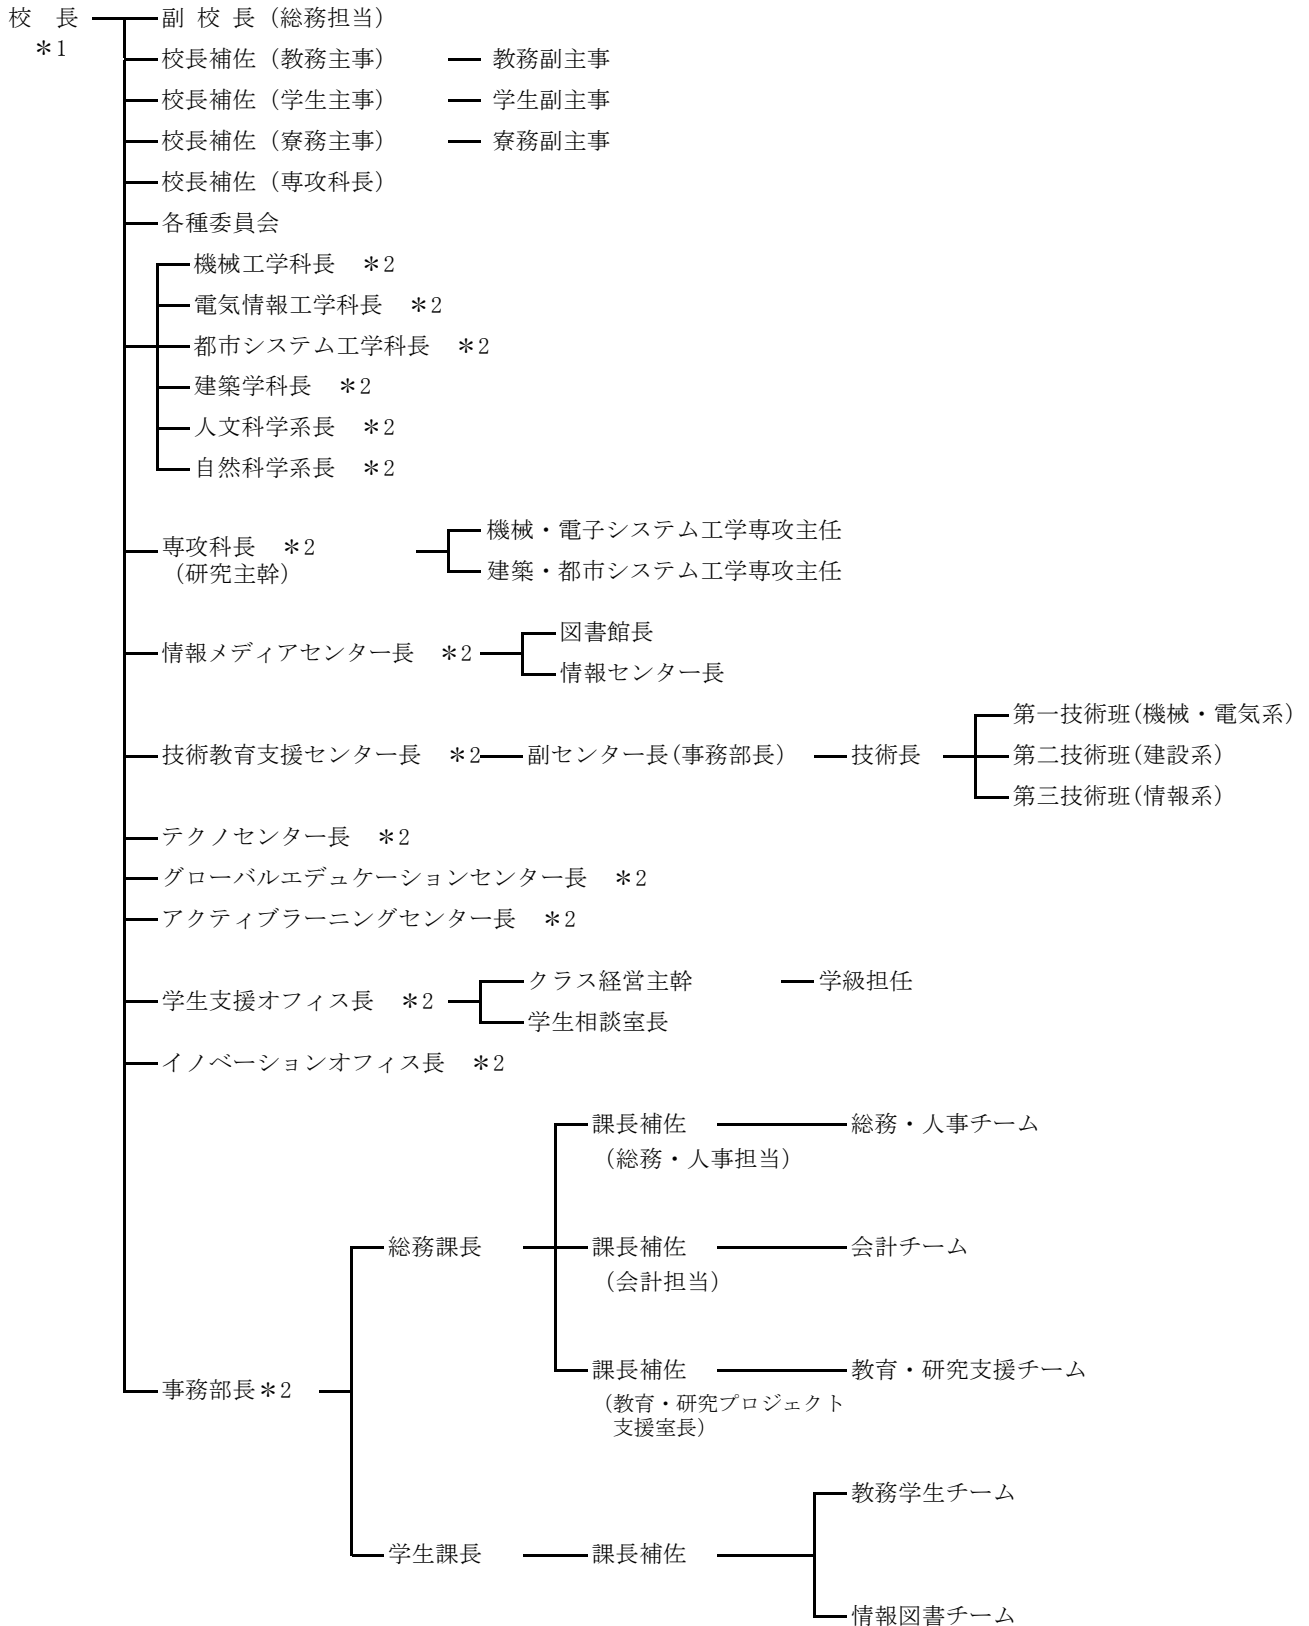 校　長　副 校 長（総務担当）
＊1
校長補佐（教務主事）　教務副主事
校長補佐（学生主事）　学生副主事
校長補佐（寮務主事）　寮務副主事
校長補佐（専攻科長）
各種委員会
機械工学科長　＊2
電気情報工学科長　＊2
都市システム工学科長　＊2
建築学科長　＊2
人文科学系長　＊2
自然科学系長　＊2
機械・電子システム工学専攻主任
専攻科長　＊2
（研究主幹）
建築・都市システム工学専攻主任
図書館長
情報メディアセンター長　＊2
情報センター長
第一技術班(機械・電気系)
技術教育支援センター長　＊2　副センター長(事務部長)　技術長　第二技術班(建設系)
第三技術班(情報系)
テクノセンター長　＊2
グローバルエデュケーションセンター長　＊2
アクティブラーニングセンター長　＊2
クラス経営主幹　学級担任
学生支援オフィス長　＊2
学生相談室長
イノベーションオフィス長　＊2
課長補佐　総務・人事チーム
（総務・人事担当）
総務課長　課長補佐　会計チーム
（会計担当）
課長補佐　教育・研究支援チーム
事務部長＊2
（教育・研究プロジェクト
支援室長）
教務学生チーム
学生課長　課長補佐
情報図書チーム